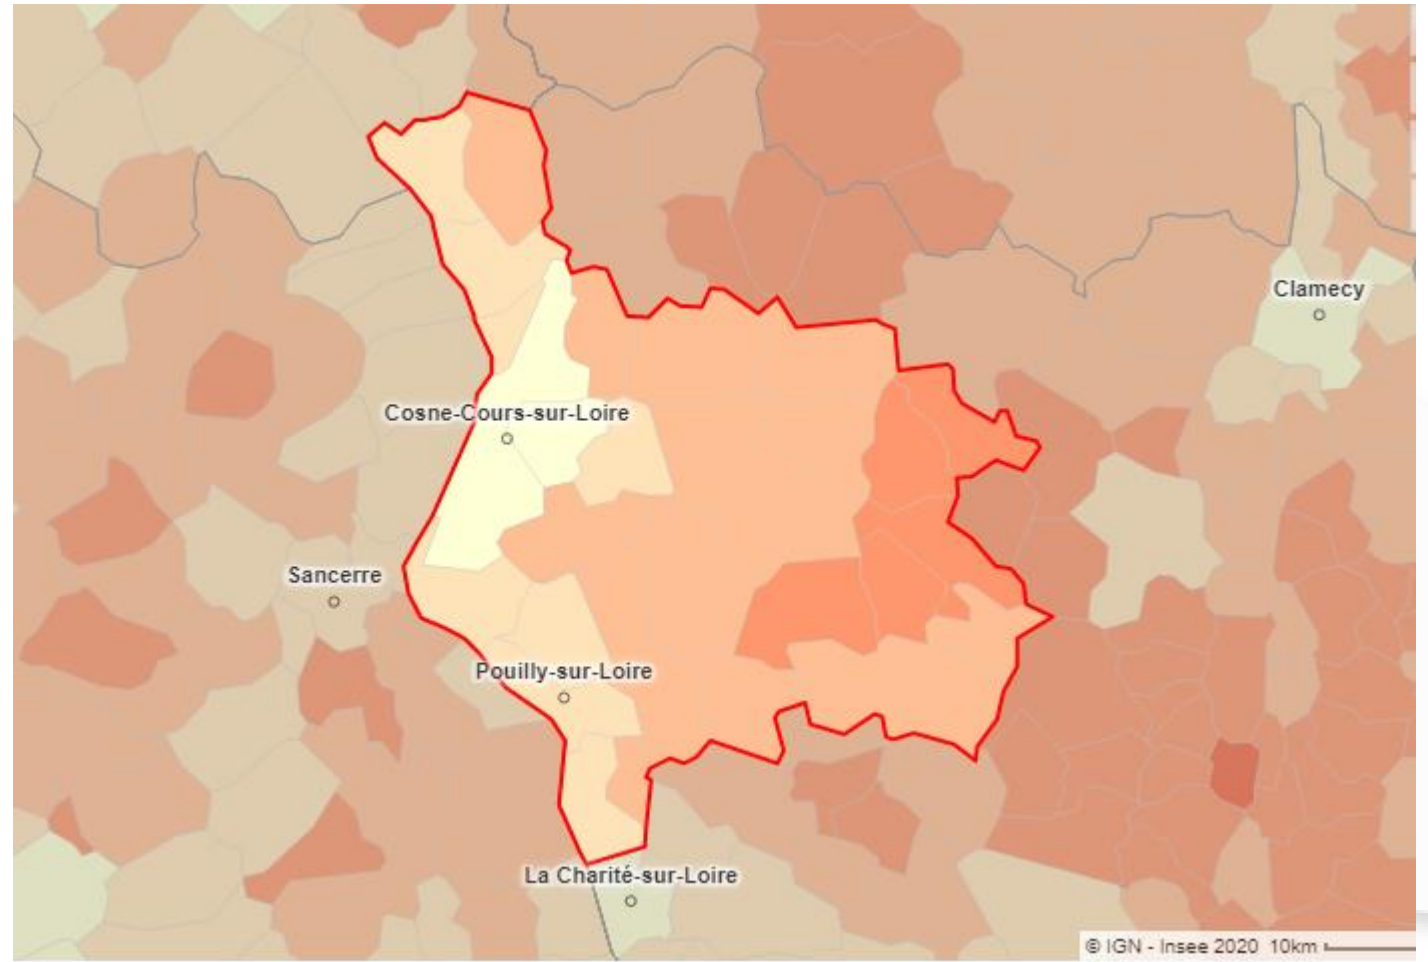 Clamecy
Cosne-Cours-sur-Loire
Sancerre
Pouilly-sur-Loire
La Charité-sur-Loire
© IGN - Insee 2020 10km